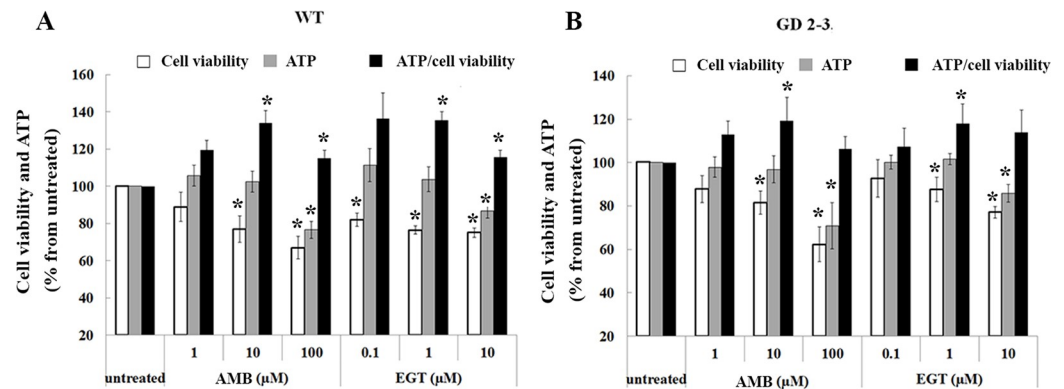 A
WT
Cell viability
ATP
ATP/cell viability
Cell viability and ATP
(% from untreated)
160
140
120
100
80
60
40
20
* * * * * * * * * * *
untreated
1
10
100
0.1
1
10
AMB (µM)
EGT (µM)
B
GD 2-3.
Cell viability
ATP
ATP/cell viability
Cell viability and ATP
(% from untreated)
140
120
100
80
60
40
20
* * * * * * * *
untreated
1
10
100
0.1
1
10
AMB (µM)
EGT (µM)